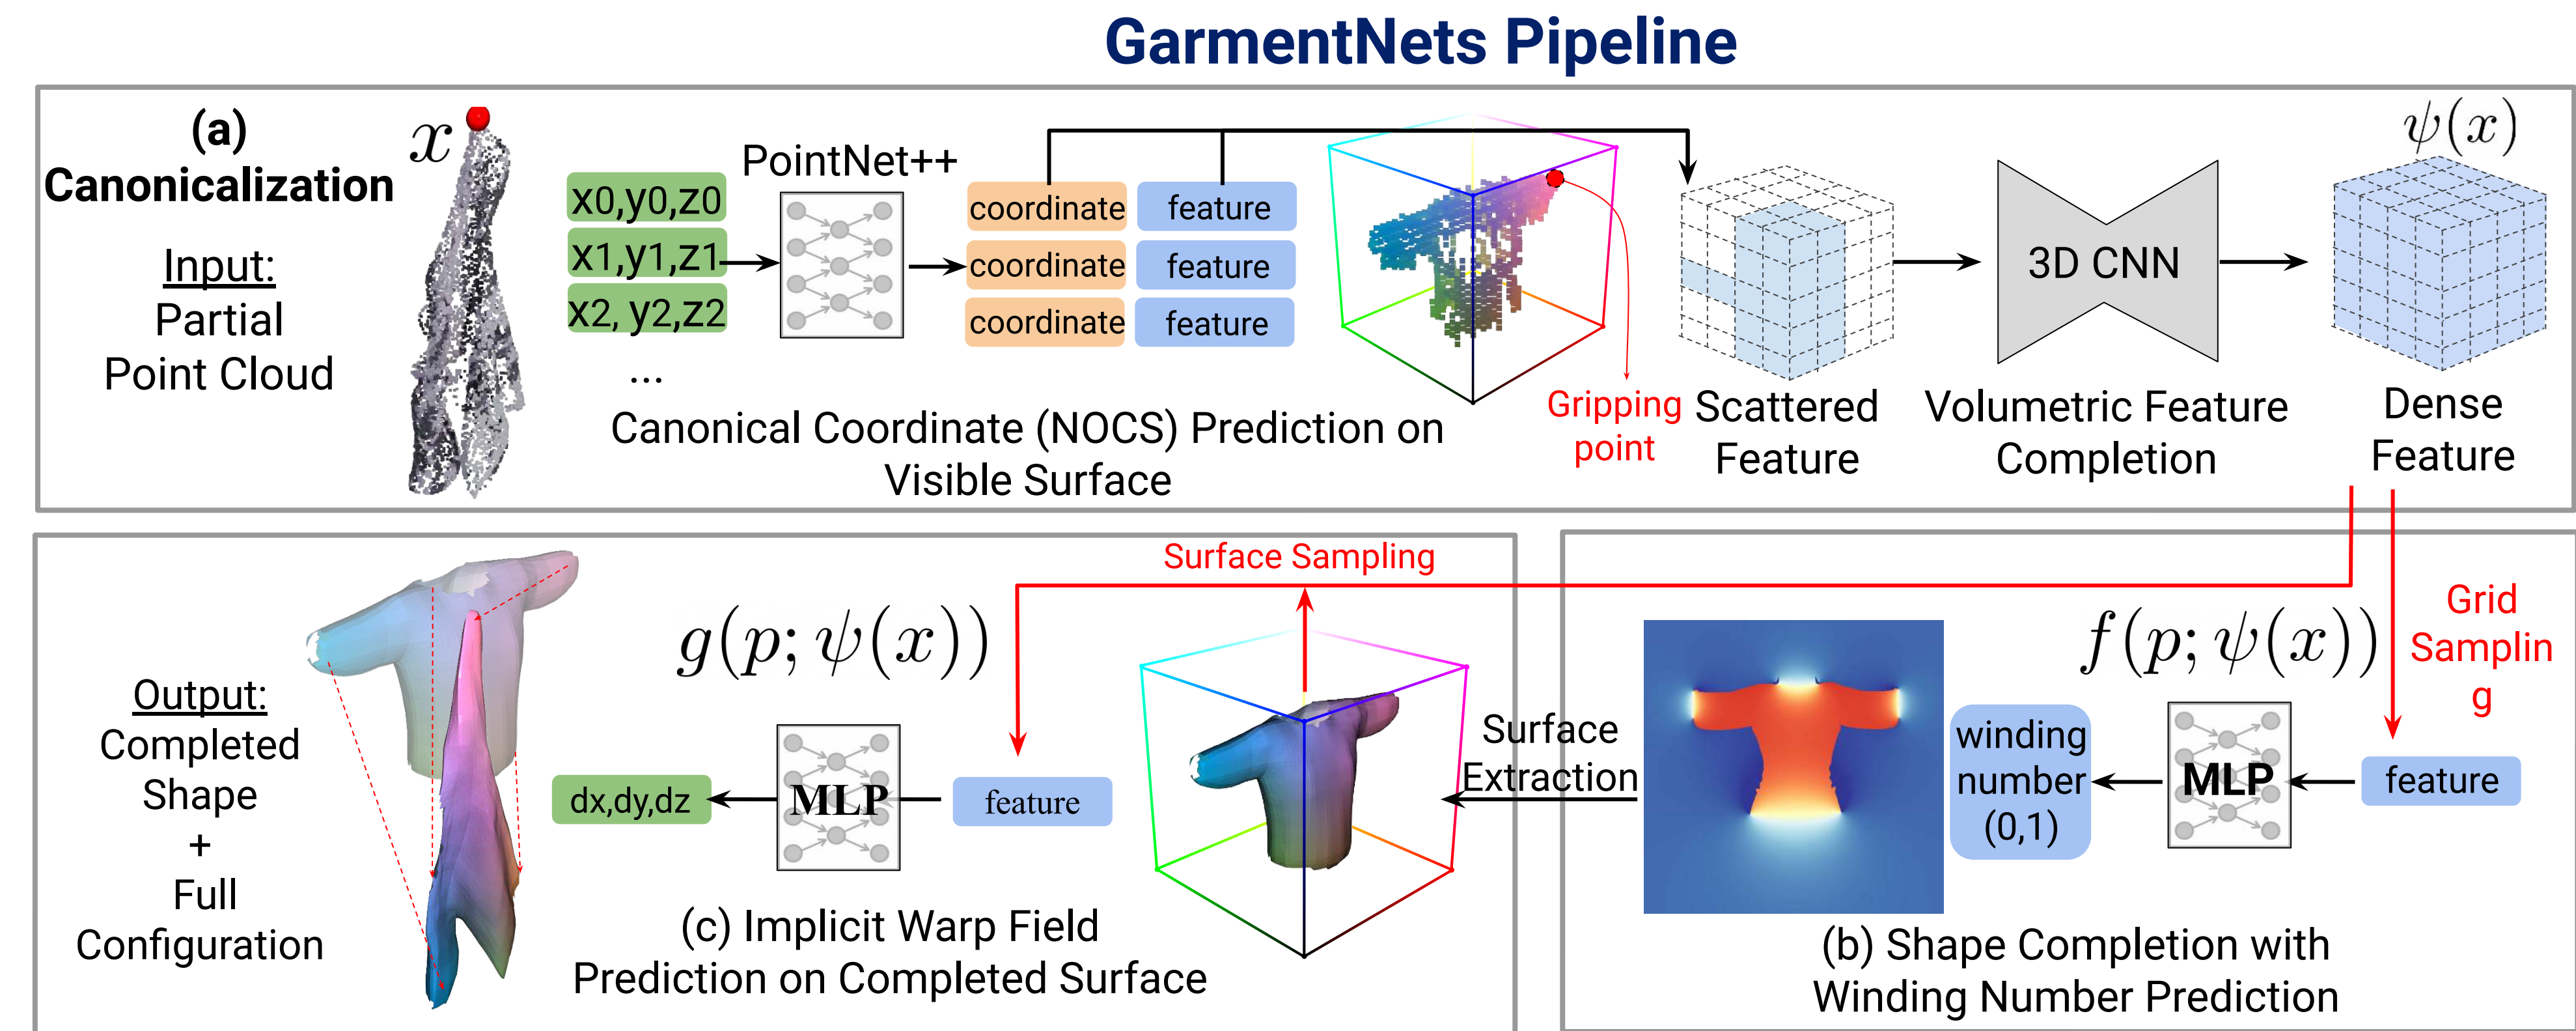 GarmentNets Pipeline
(a)
Canonicalization
Input:
Partial
Point Cloud
x
x0,y0,z0
x1,y1,z1
x2, y2,z2
...
PointNet++
coordinate feature
coordinate feature
coordinate feature
Canonical Coordinate (NOCS) Prediction on
Visible Surface
Gripping
point
Scattered
Feature
3D CNN
Volumetric Feature
Completion
ψ(x)
Dense
Feature
Output:
Completed
Shape
+
Full
Configuration
Surface Sampling
g(p; ψ(x))
dx,dy,dz
MLP
feature
(c) Implicit Warp Field
Prediction on Completed Surface
Surface
Extraction
f(p; ψ(x))
Grid
Samplin
g
winding
number
(0,1)
MLP
feature
(b) Shape Completion with
Winding Number Prediction